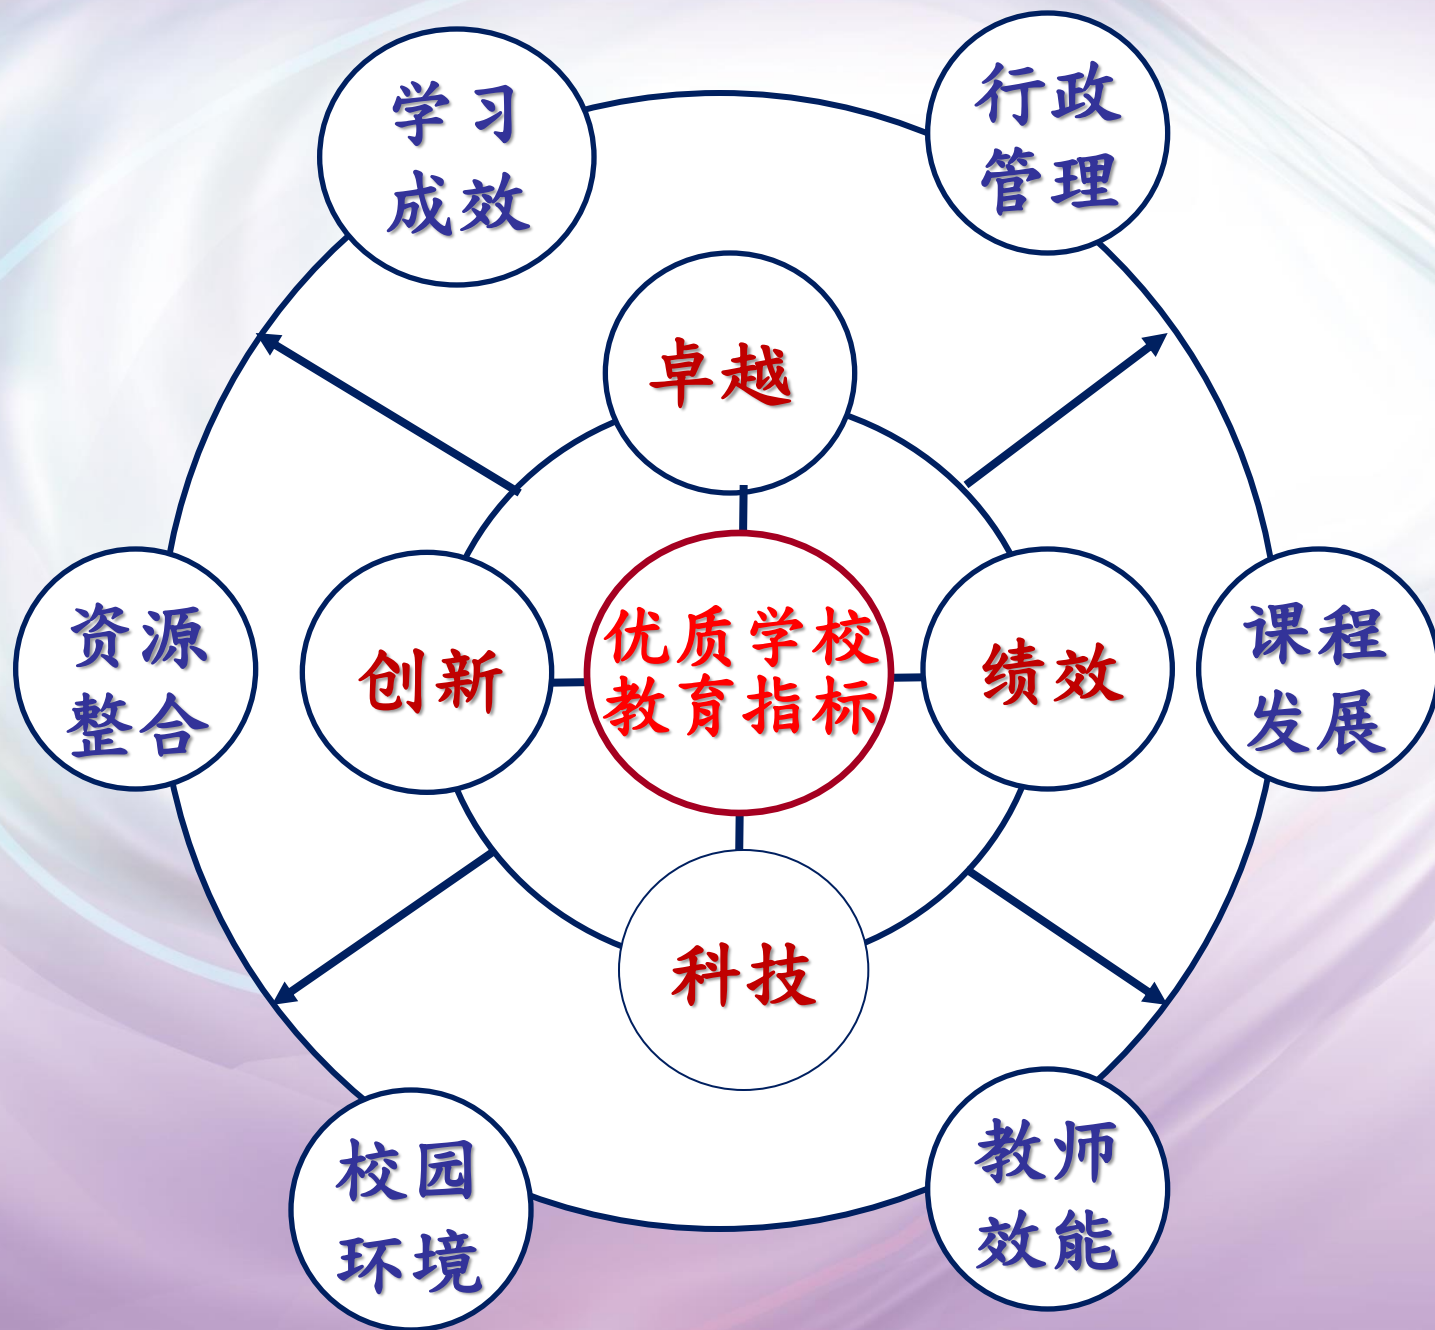 学习
成效
行政
管理
卓越
资源
整合
创新
优质学校
教育指标
绩效
课程
发展
科技
校园
环境
教师
效能